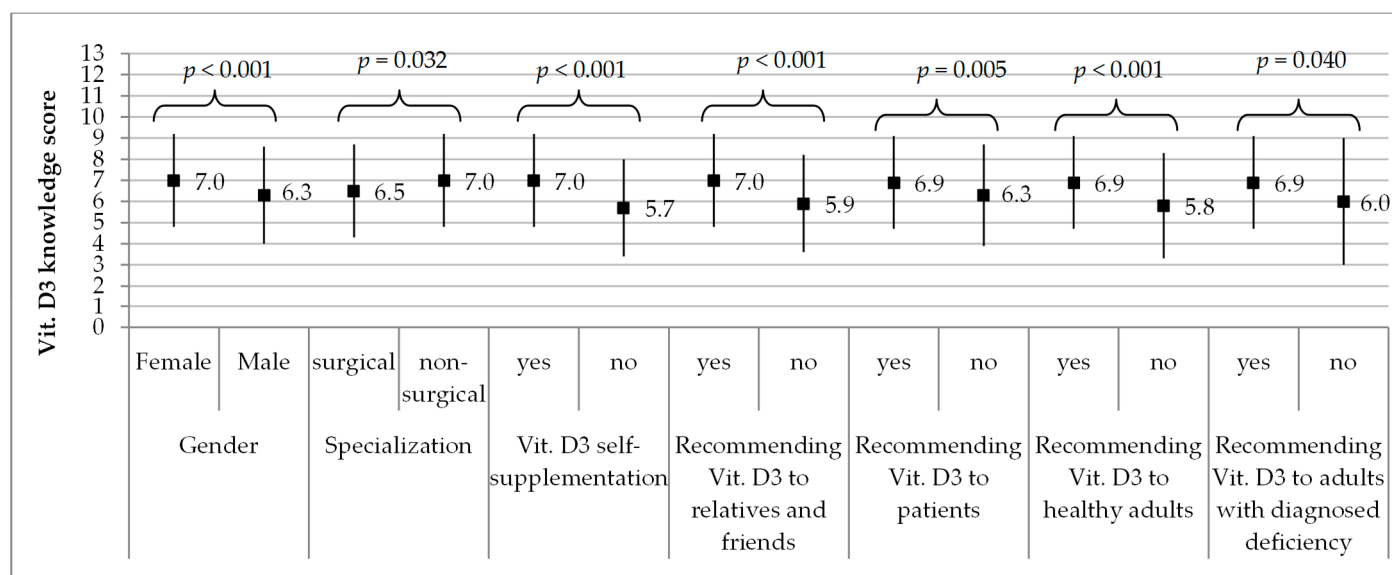 Vit. D3 knowledge score
13
12
11
10
9
8
7
6
5
4
3
2
1
0
p < 0.001
p = 0.032
p < 0.001
p < 0.001
p = 0.005
p < 0.001
p = 0.040
7.0
6.3
6.5
7.0
7.0
5.7
7.0
5.9
6.9
6.3
6.9
5.8
6.9
6.0
Female
Male
surgical
non-
surgical
yes
no
yes
no
yes
no
yes
no
yes
no
Gender
Specialization
Vit. D3 self-
supplementation
Recommending
Vit. D3 to
relatives and
friends
Recommending
Vit. D3 to
patients
Recommending
Vit. D3 to
healthy adults
Recommending
Vit. D3 to adults
with diagnosed
deficiency